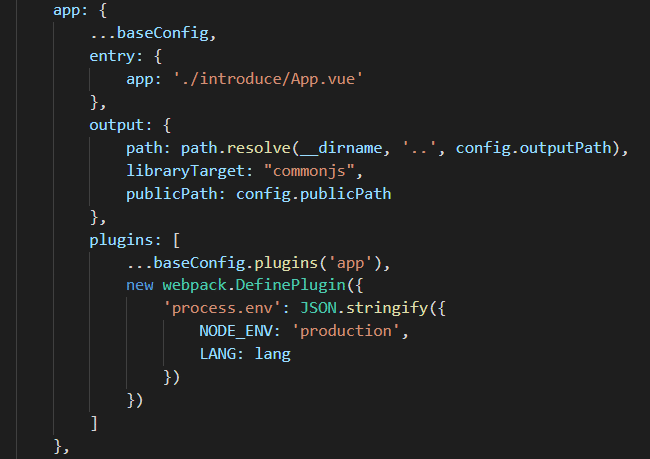 app: {
...baseConfig,
entry: {
app: './introduce/App.vue'
},
output: {
path: path.resolve(__dirname, '..', config.outputPath),
libraryTarget: "commonjs",
publicPath: config.publicPath
},
plugins: [
...baseConfig.plugins('app'),
new webpack.DefinePlugin({
'process.env': JSON.stringify({
NODE_ENV: 'production',
LANG: lang
})
})
]
},